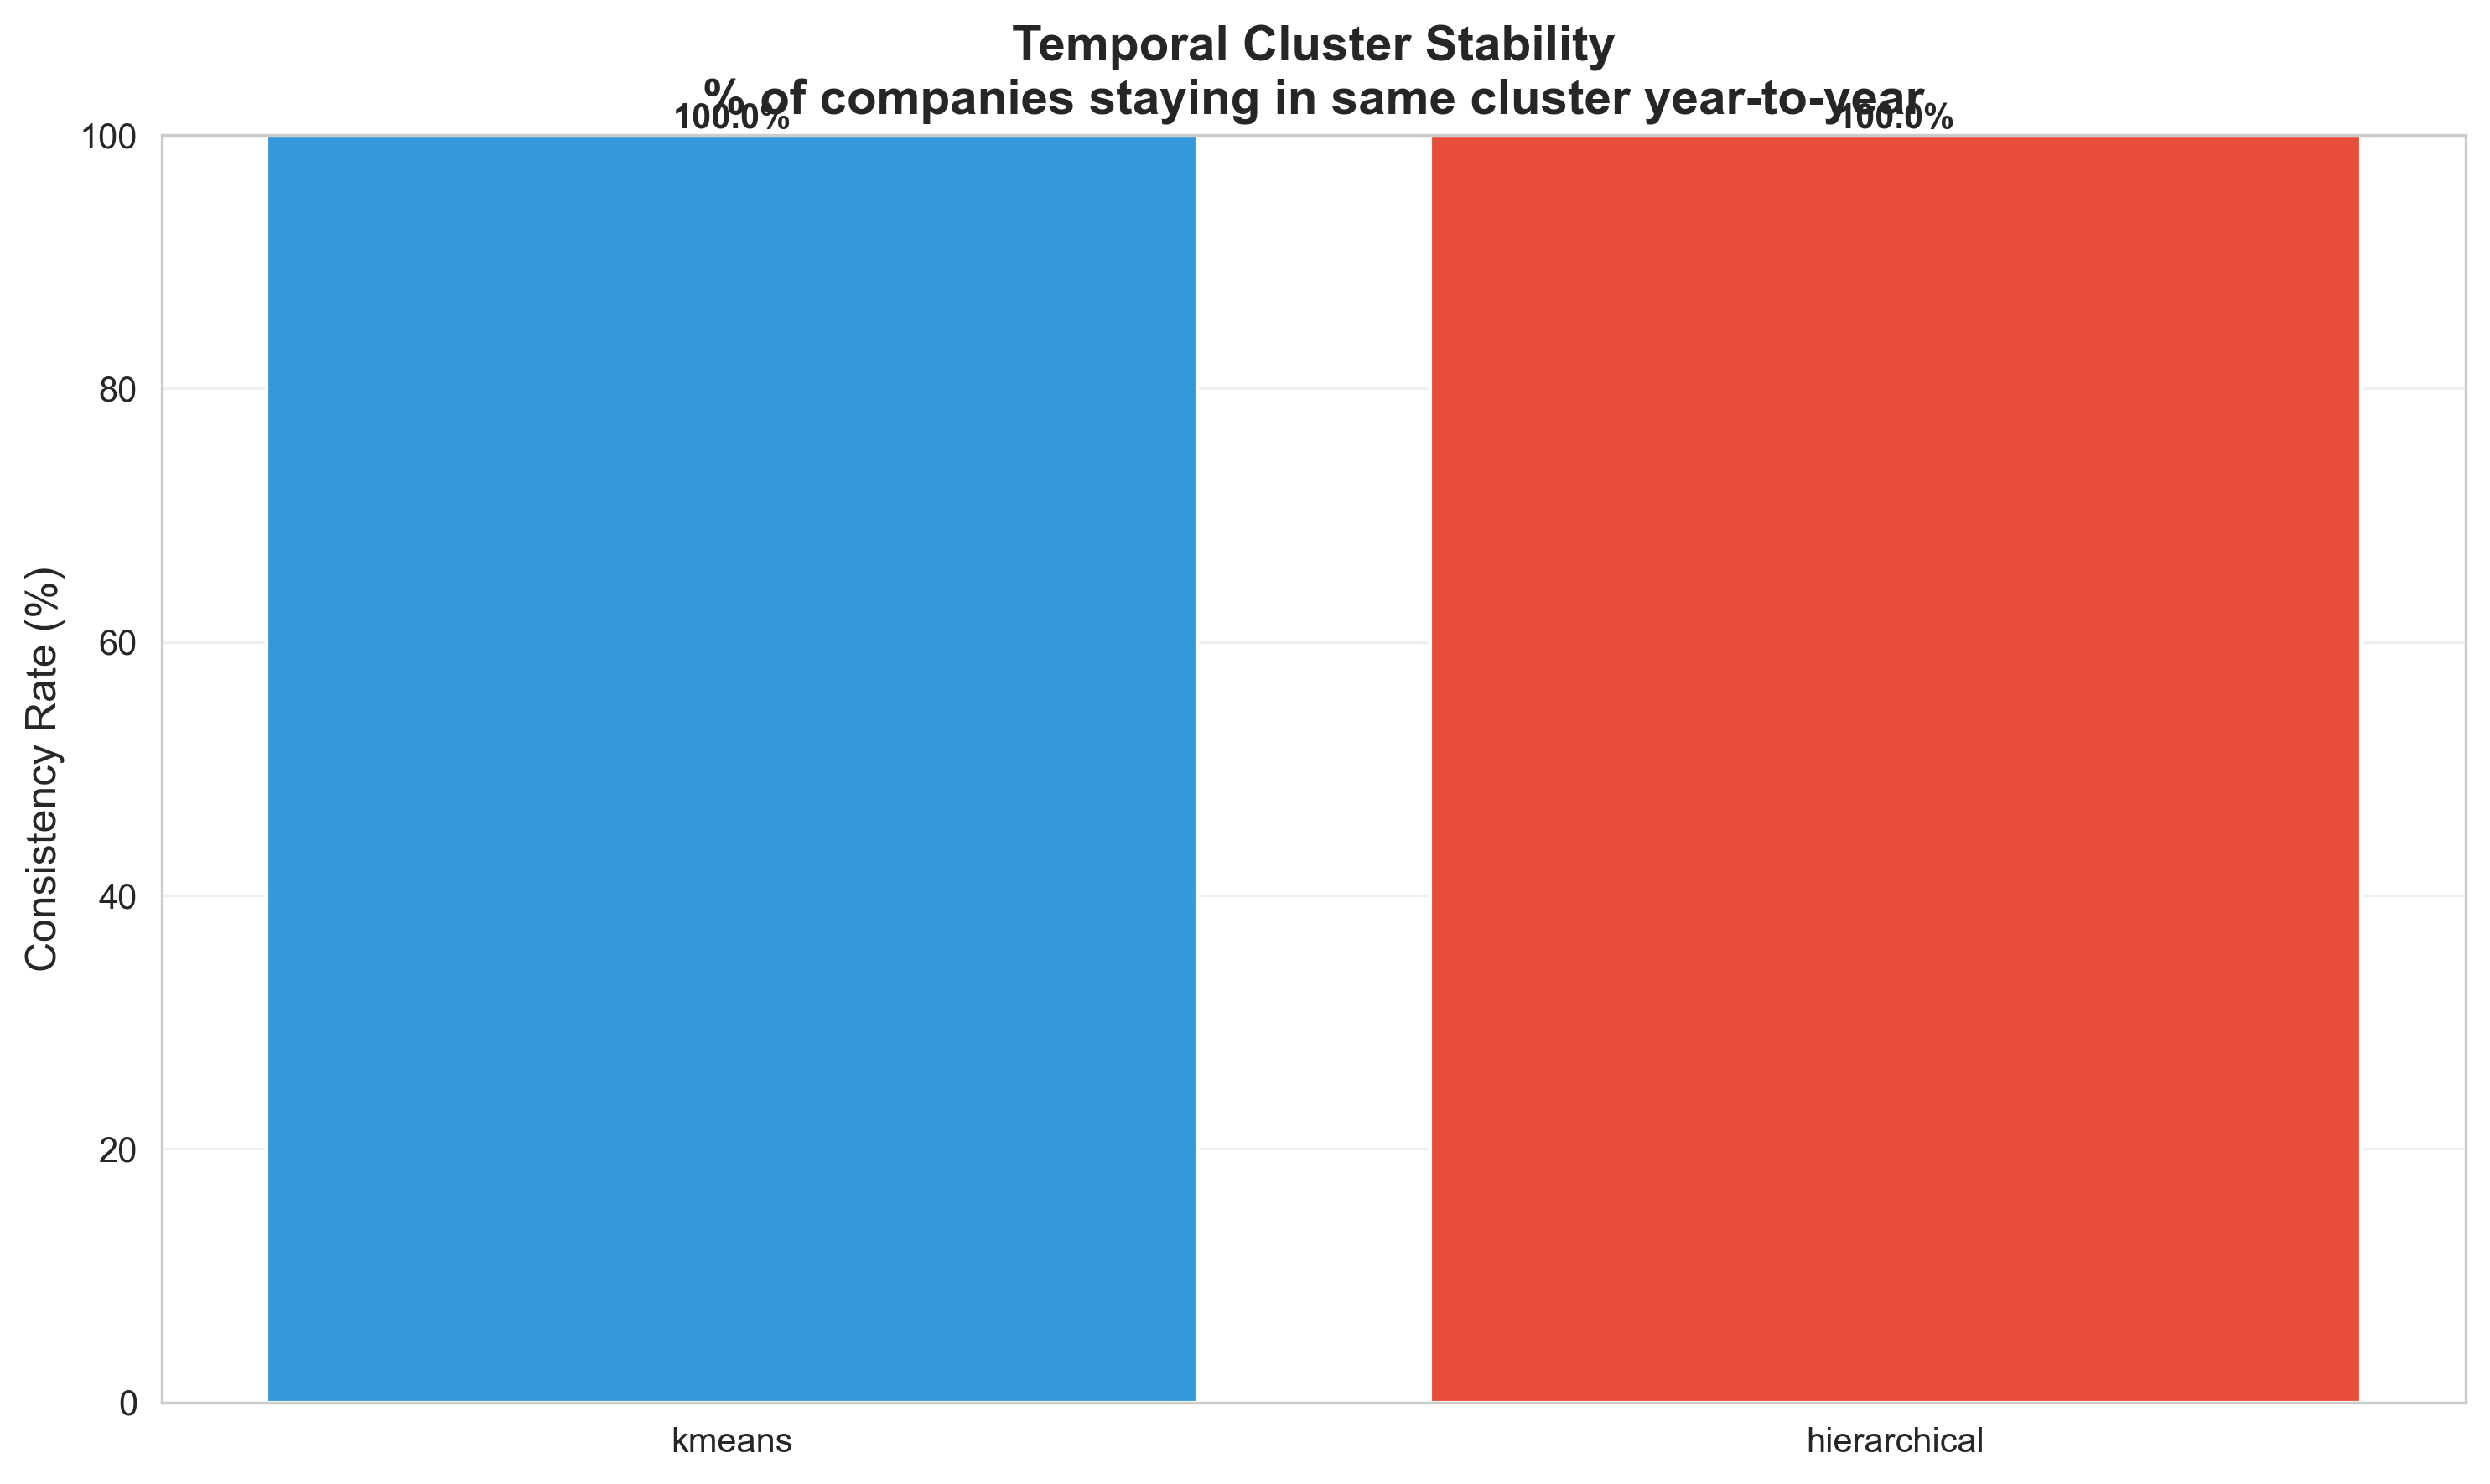 Temporal Cluster Stability
% of companies staying in same cluster year-to-year
100.0%
100.0%
100
80
60
40
20
0
Consistency Rate (%)
kmeans
hierarchical